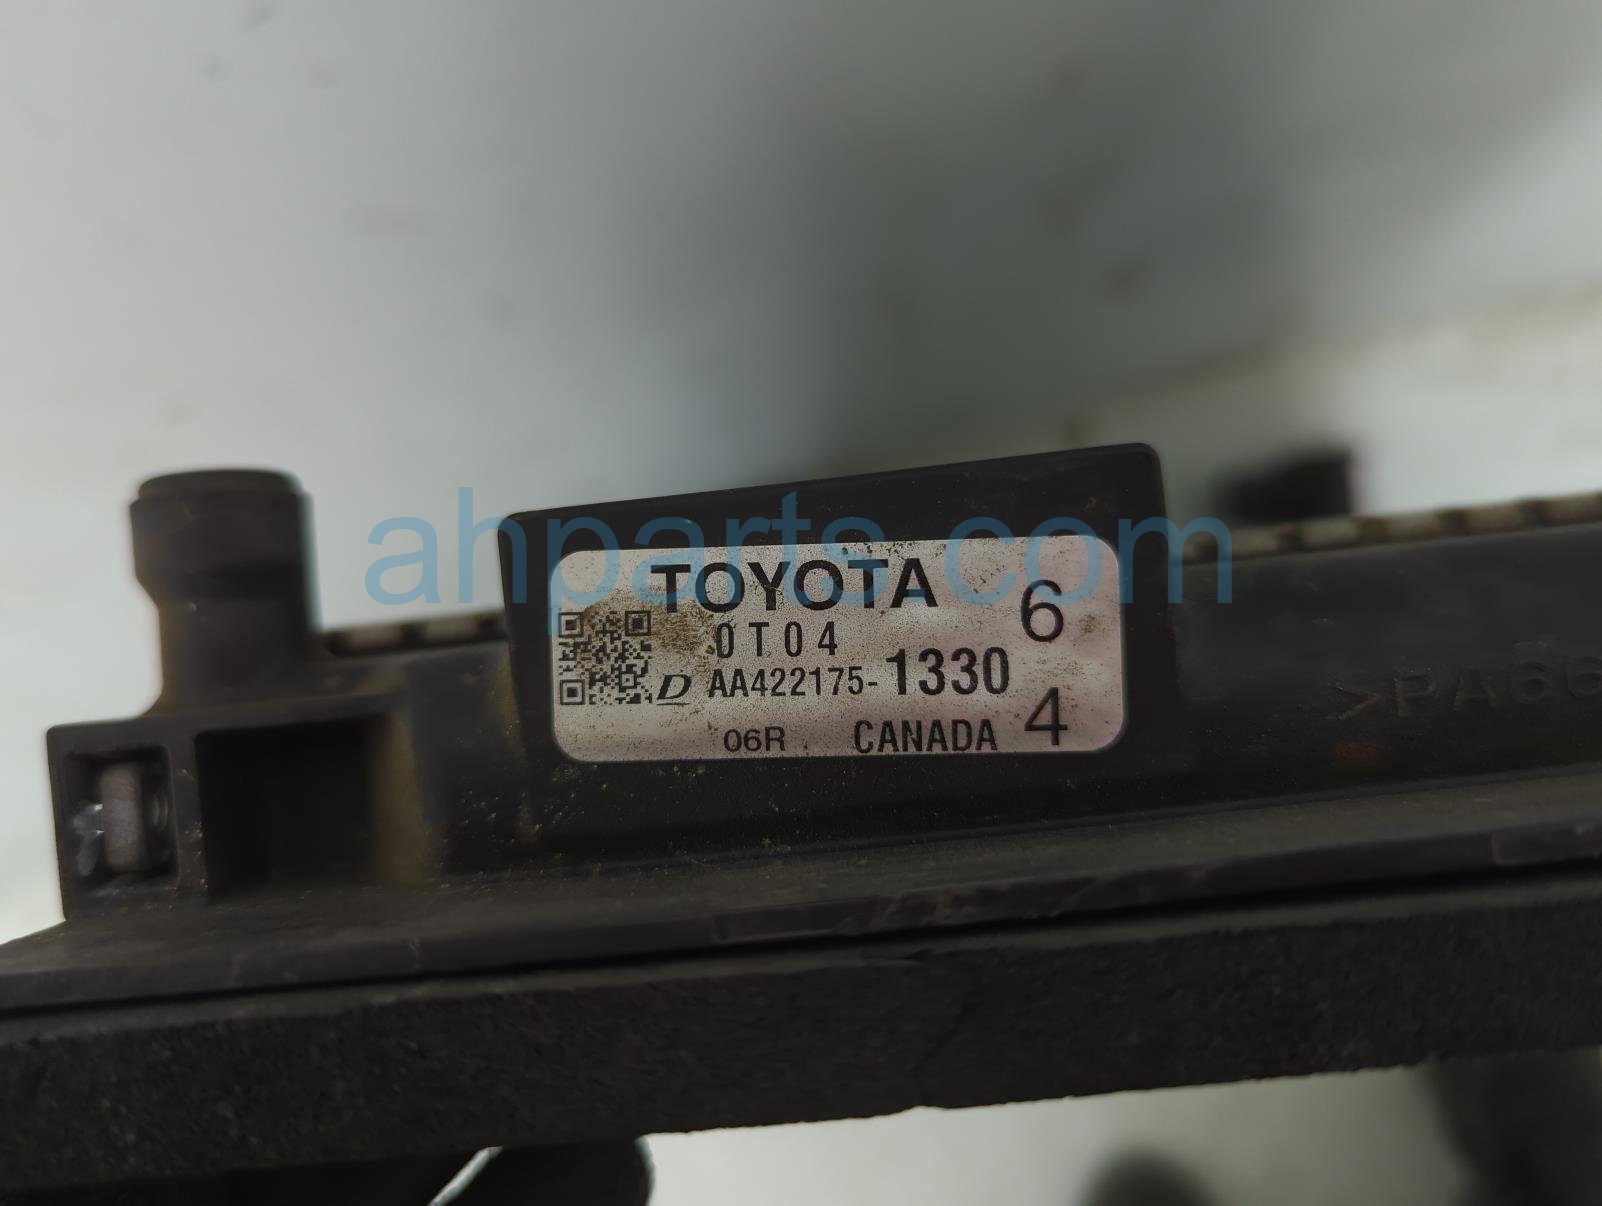 ahparts.com
TOYOTA
0T04
6
D AA422175-1330
06R CANADA 4
>PA66